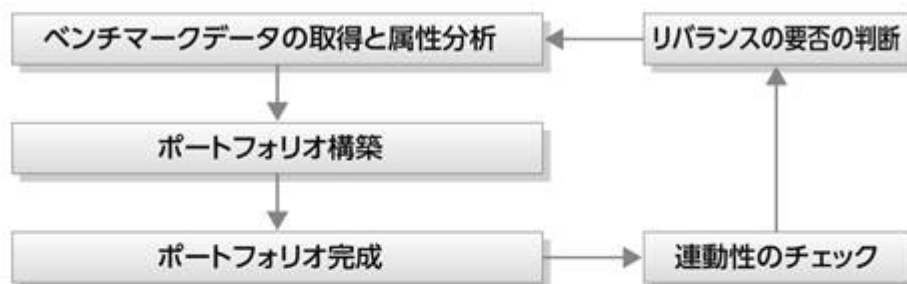 ベンチマークデータの取得と属性分析
リバランスの要否の判断
ポートフォリオ構築
ポートフォリオ完成
連動性のチェック